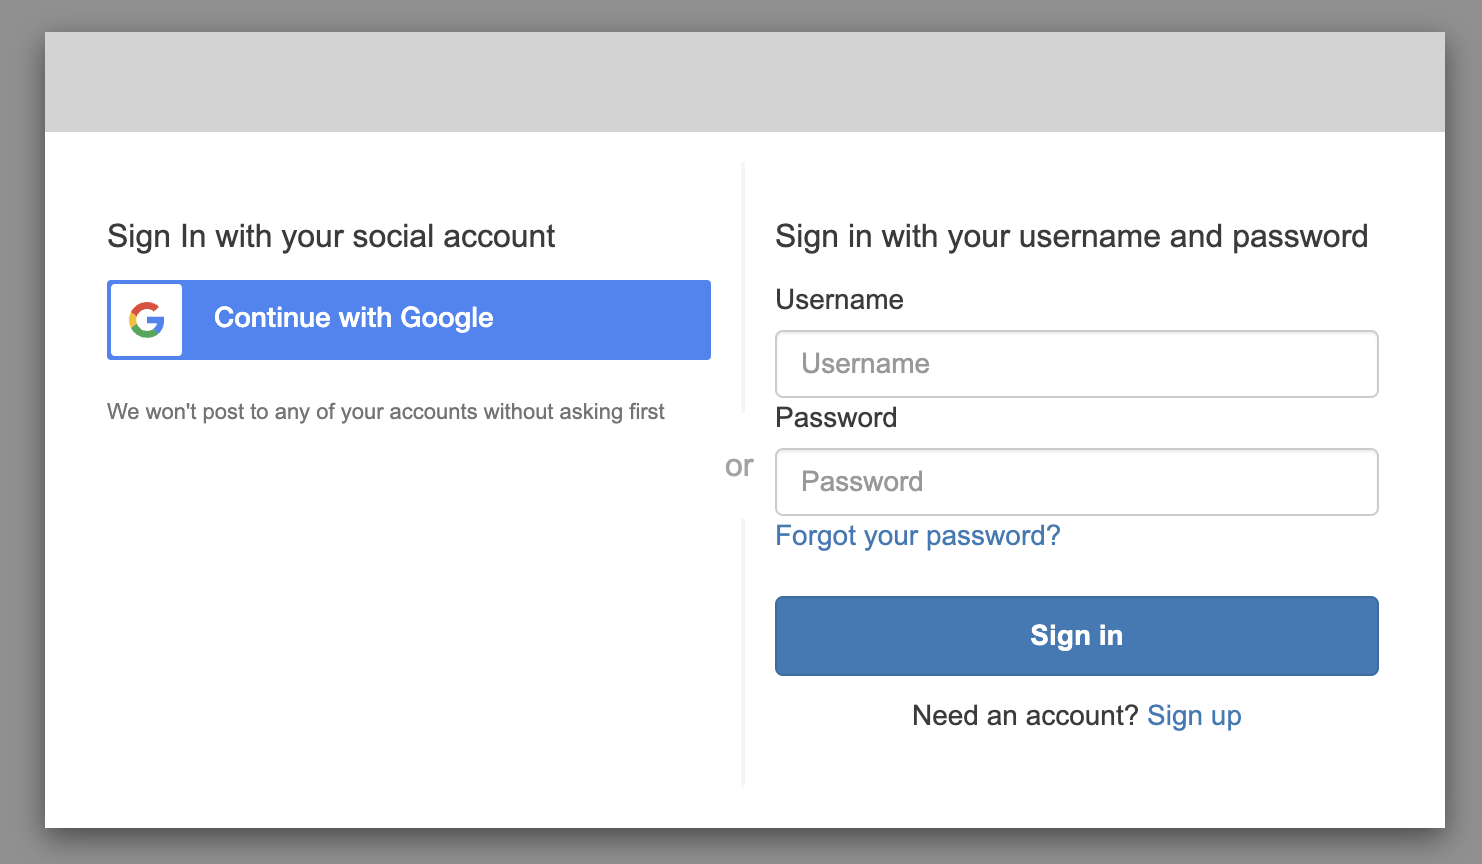 Sign In with your social account
Continue with Google
We won't post to any of your accounts without asking first
or
Sign in with your username and password
Username
Username
Password
Password
Forgot your password?
Sign in
Need an account? Sign up